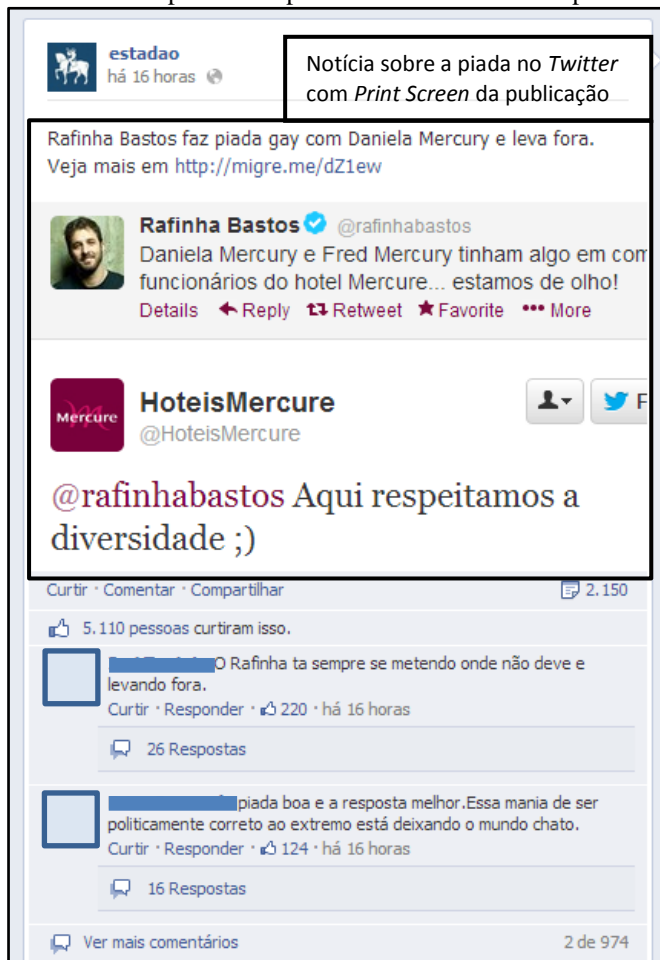 estadao
há 16 horas
Notícia sobre a piada no Twitter
com Print Screen da publicação
Rafinha Bastos faz piada gay com Daniela Mercury e leva fora.
Veja mais em http://migre.me/dZ1ew
Rafinha Bastos @rafinhabastos
Daniela Mercury e Fred Mercury tinham algo em com
funcionários do hotel Mercure... estamos de olho!
Details Reply Retweet Favorite More
Mercure
HoteisMercure
@HoteisMercure
F
@rafinhabastos Aqui respeitamos a
diversidade ;)
Curtir · Comentar · Compartilhar 2.150
5.110 pessoas curtiram isso.
O Rafinha ta sempre se metendo onde não deve e
levando fora.
Curtir · Responder · 220 · há 16 horas
26 Respostas
piada boa e a resposta melhor.Essa mania de ser
politicamente correto ao extremo está deixando o mundo chato.
Curtir · Responder · 124 · há 16 horas
16 Respostas
Ver mais comentários 2 de 974